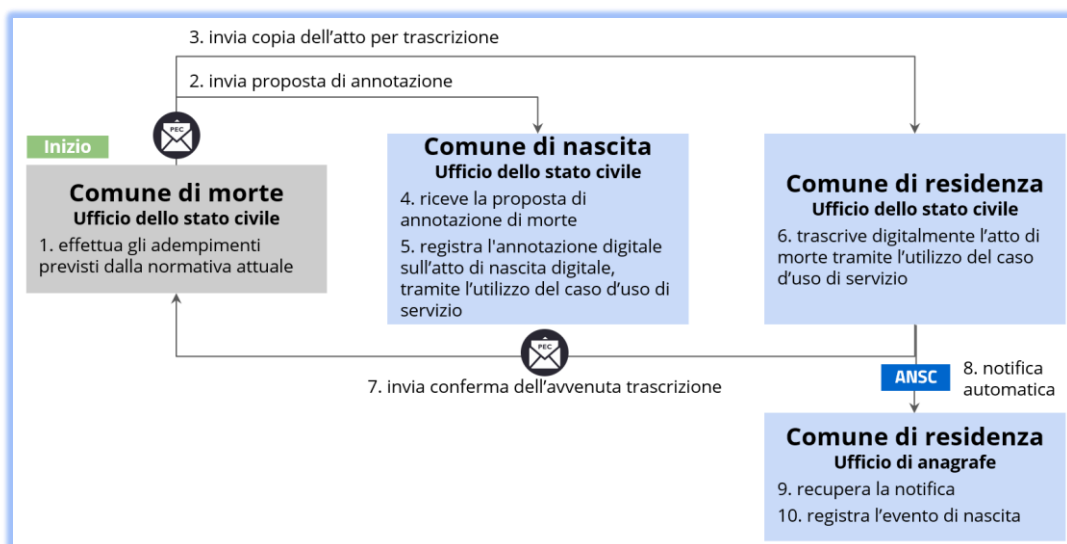 3. invia copia dell’atto per trascrizione
2. invia proposta di annotazione
PEC
Inizio
Comune di morte
Ufficio dello stato civile
1. effettua gli adempimenti
previsti dalla normativa attuale
Comune di nascita
Ufficio dello stato civile
4. riceve la proposta di
annotazione di morte
5. registra l'annotazione digitale
sull’atto di nascita digitale,
tramite l’utilizzo del caso d’uso di
servizio
Comune di residenza
Ufficio dello stato civile
6. trascrive digitalmente l’atto di
morte tramite l’utilizzo del caso
d’uso di servizio
PEC
7. invia conferma dell’avvenuta trascrizione
ANSC
8. notifica
automatica
Comune di residenza
Ufficio di anagrafe
9. recupera la notifica
10. registra l’evento di nascita